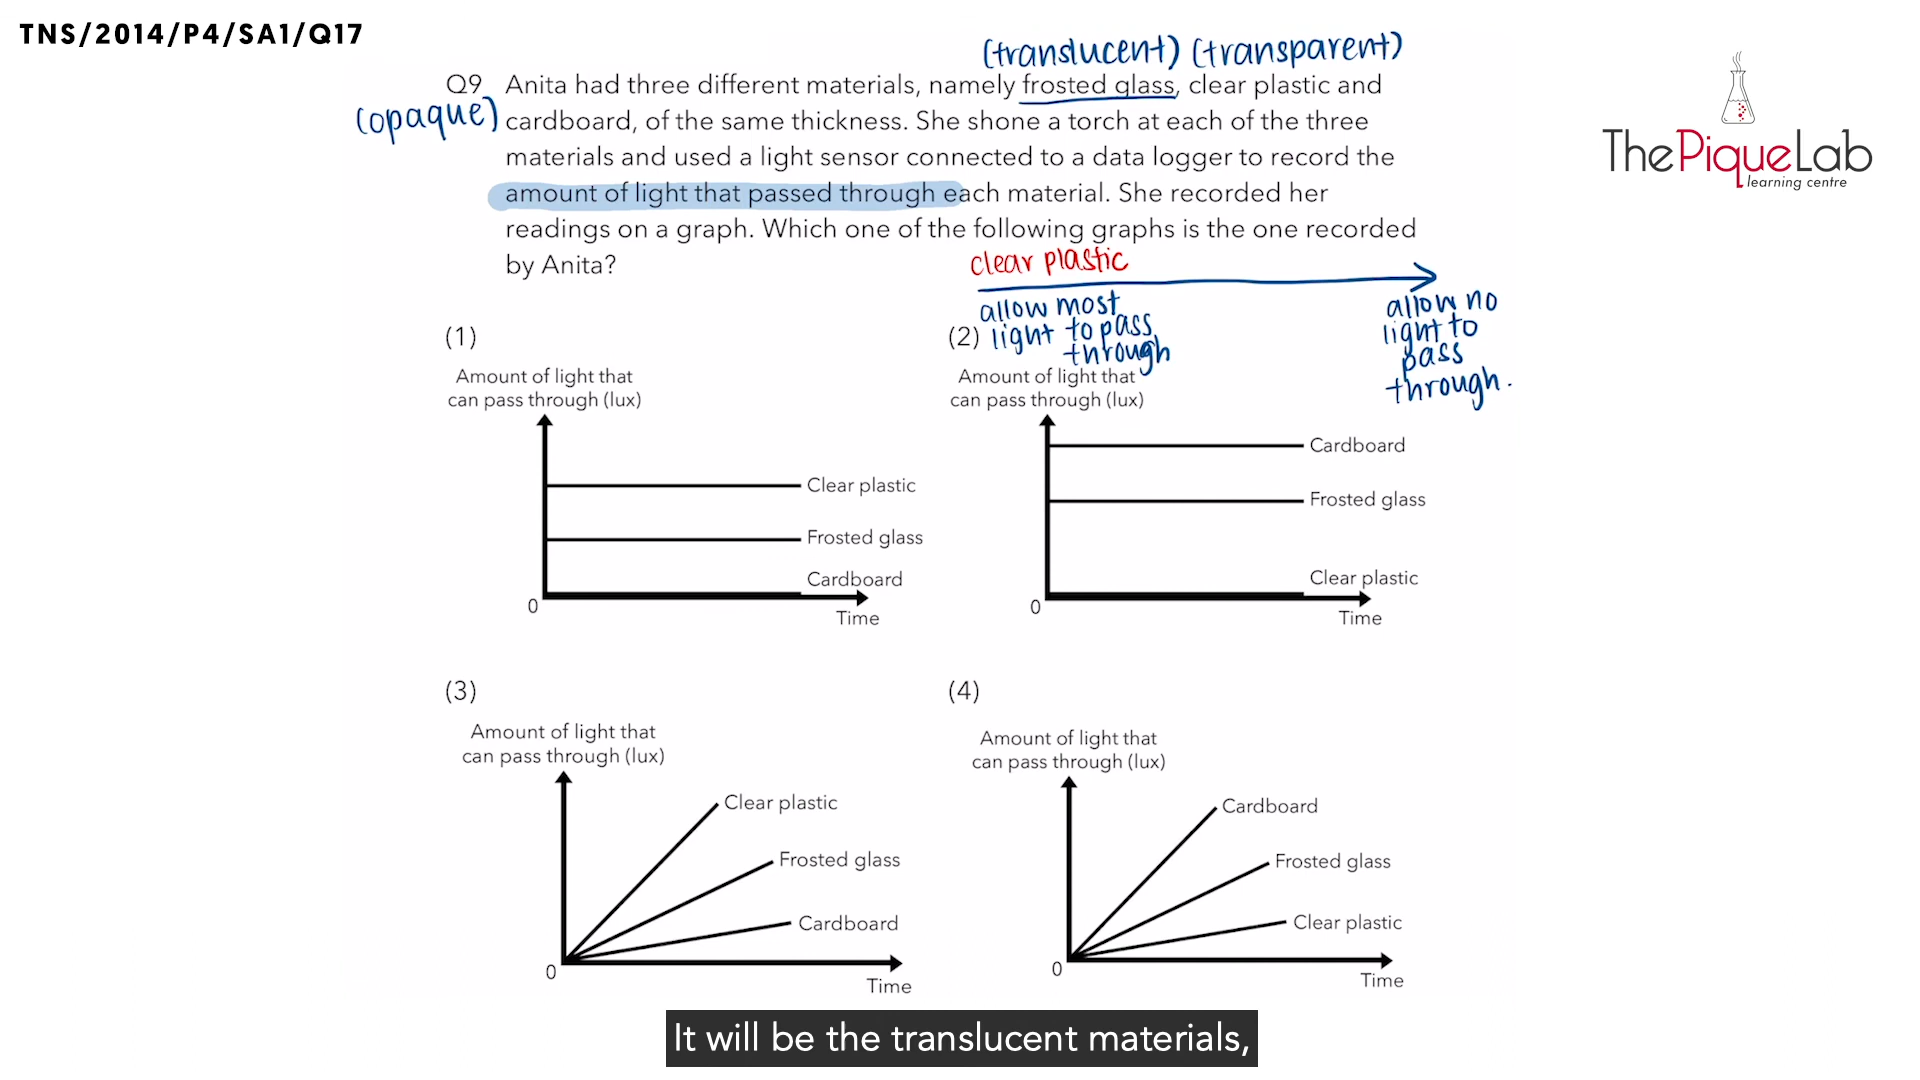 TNS/2014/P4/SA1/Q17
(translucent) (transparent)
Q9 Anita had three different materials, namely frosted glass, clear plastic and
(opaque) cardboard, of the same thickness. She shone a torch at each of the three
materials and used a light sensor connected to a data logger to record the
amount of light that passed through each material. She recorded her
readings on a graph. Which one of the following graphs is the one recorded
by Anita?
clear plastic
allow most
light to pass
through
allow no
light to
pass
through.
ThePiqueLab
learning centre
(1)
Amount of light that
can pass through (lux)
Clear plastic
Frosted glass
Cardboard
0
Time
(2)
Amount of light that
can pass through (lux)
Cardboard
Frosted glass
Clear plastic
0
Time
(3)
Amount of light that
can pass through (lux)
Clear plastic
Frosted glass
Cardboard
0
Time
(4)
Amount of light that
can pass through (lux)
Cardboard
Frosted glass
Clear plastic
0
Time
It will be the translucent materials,